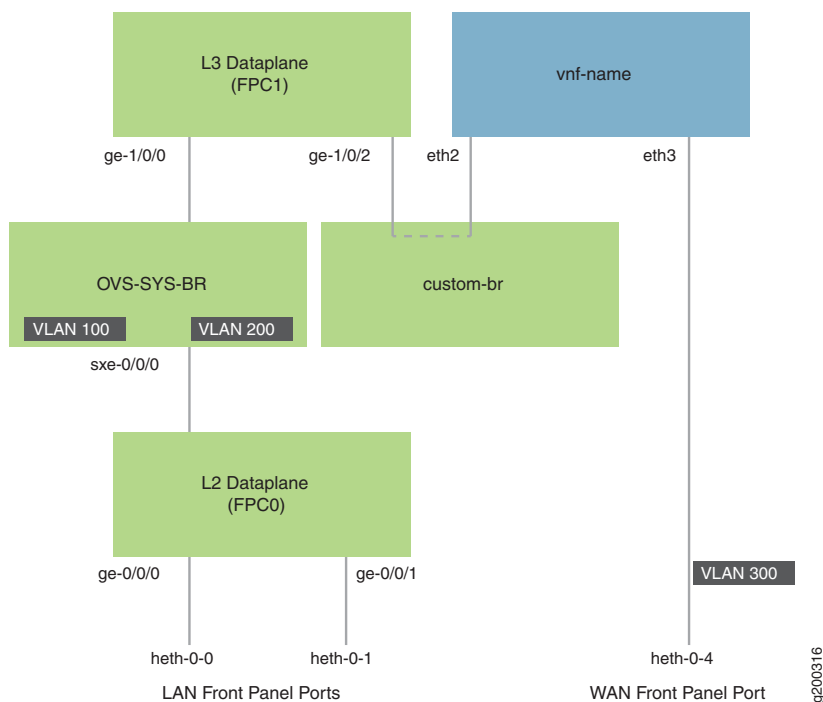 L3 Dataplane
(FPC1)
vnf-name
ge-1/0/0
ge-1/0/2
eth2
eth3
OVS-SYS-BR
custom-br
VLAN 100
VLAN 200
sxe-0/0/0
L2 Dataplane
(FPC0)
ge-0/0/0
ge-0/0/1
VLAN 300
heth-0-0
heth-0-1
heth-0-4
LAN Front Panel Ports
WAN Front Panel Port
g200316